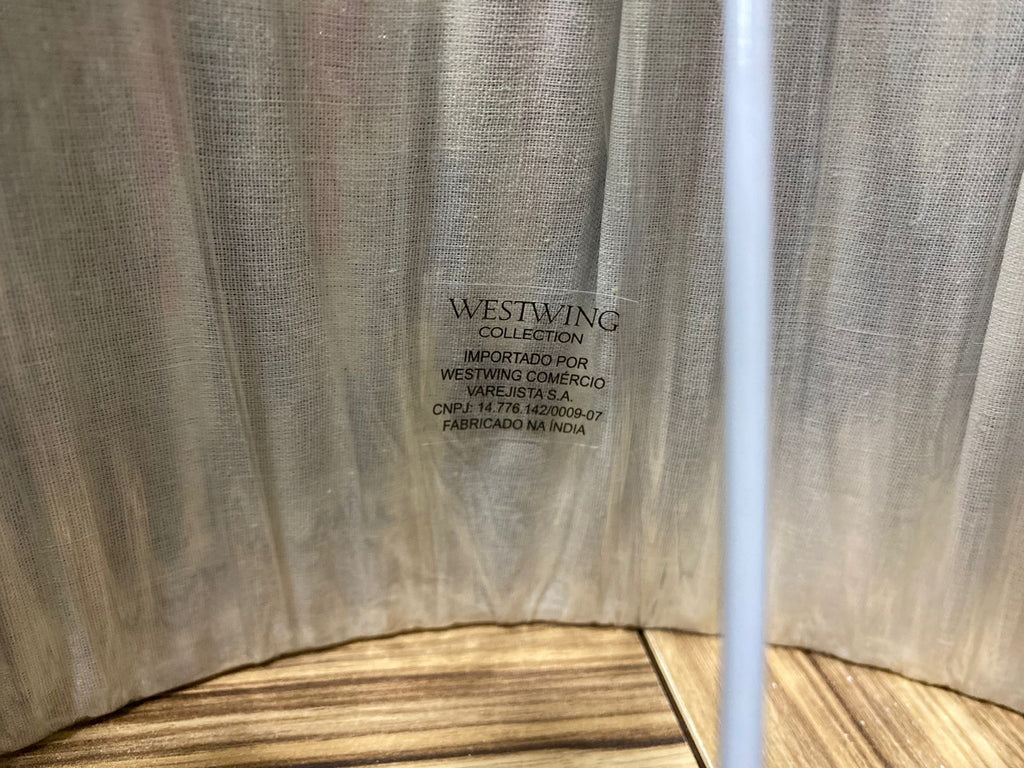 WESTWING
COLLECTION
IMPORTADO POR
WESTWING COMÉRCIO
VAREJISTA S.A.
CNPJ: 14.776.142/0009-07
FABRICADO NA ÍNDIA